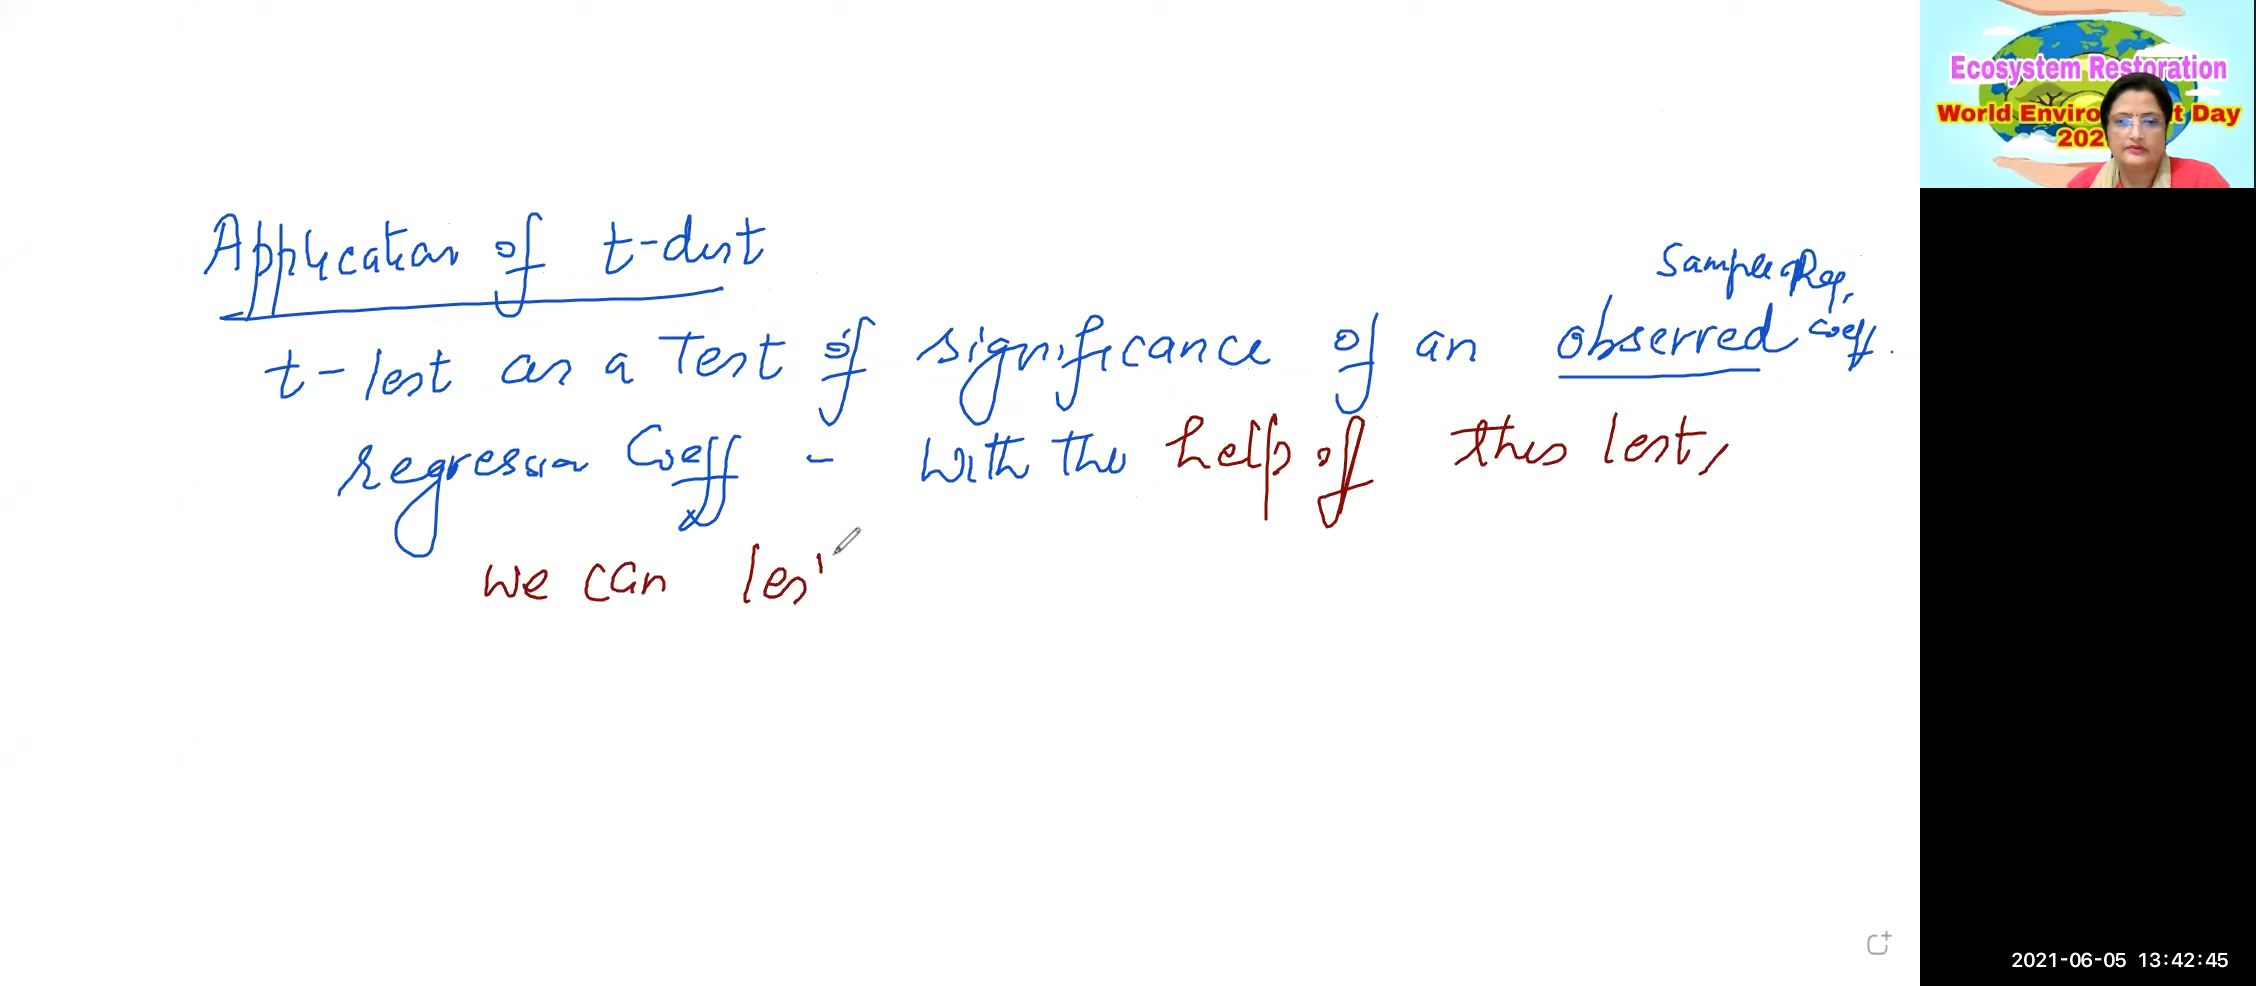 Application of t-dist
Sample Reg.
coeff.
t-test as a Test of significance of an observed
regression Coeff - with the help of this test,
we can tes
Ecosystem Restoration
World Enviro t Day
202
2021-06-05 13:42:45